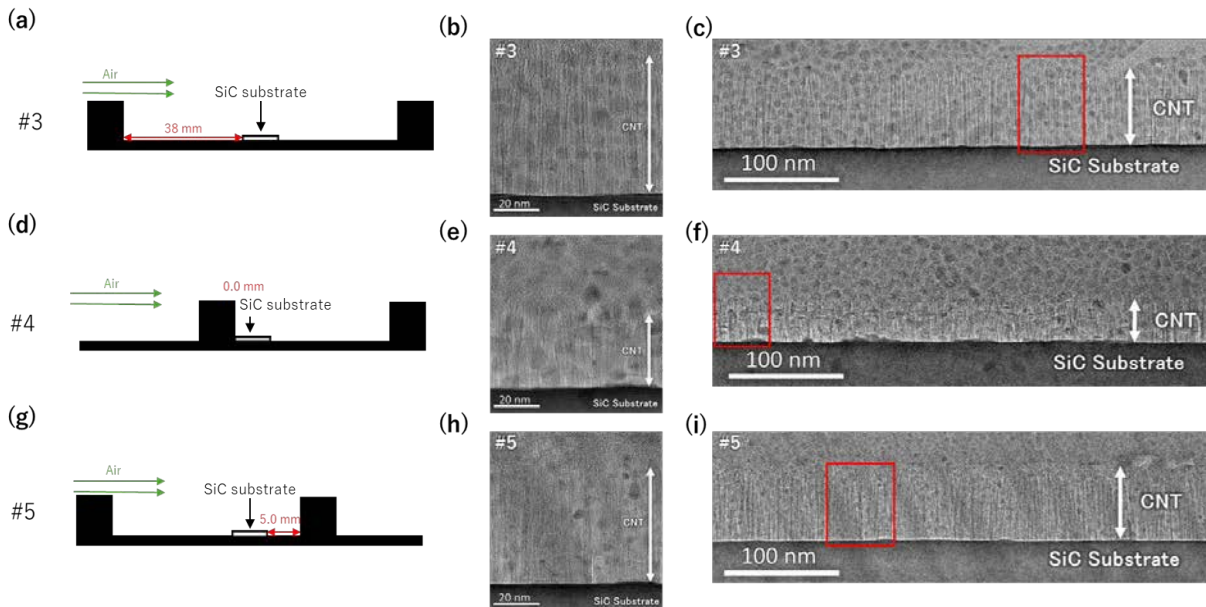 (a)
#3
Air
SiC substrate
38 mm
(b)
#3
CNT
20 nm
SiC Substrate
(c)
#3
CNT
100 nm
SiC Substrate
(d)
#4
Air
0.0 mm
SiC substrate
(e)
#4
CNT
20 nm
SiC Substrate
(f)
#4
CNT
100 nm
SiC Substrate
(g)
#5
Air
SiC substrate
5.0 mm
(h)
#5
CNT
20 nm
SiC Substrate
(i)
#5
CNT
100 nm
SiC Substrate